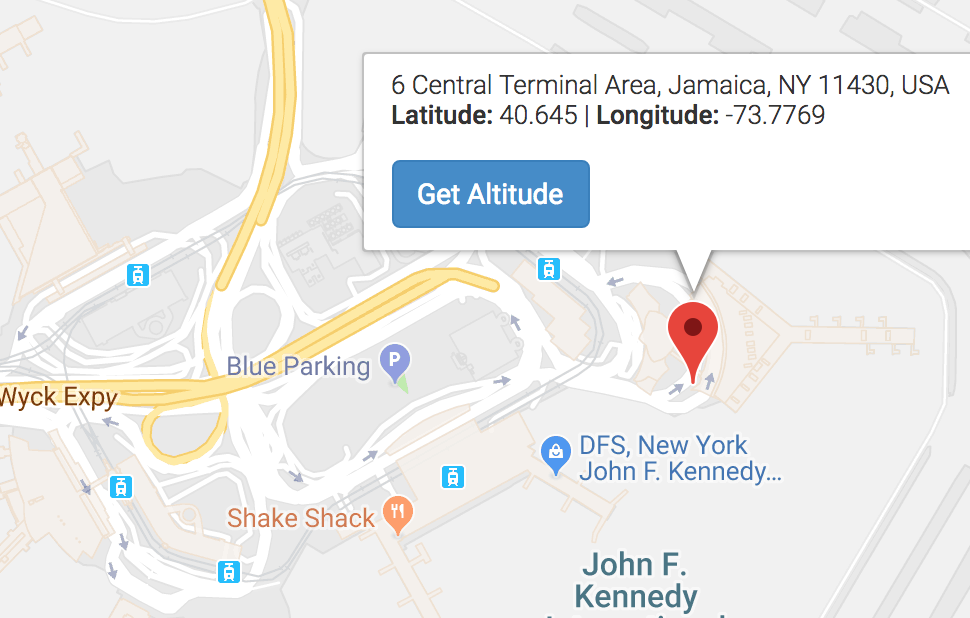 6 Central Terminal Area, Jamaica, NY 11430, USA
Latitude: 40.645 | Longitude: -73.7769
Get Altitude
Blue Parking
P
Wyck Expy
DFS, New York
John F. Kennedy...
Shake Shack
John F.
Kennedy